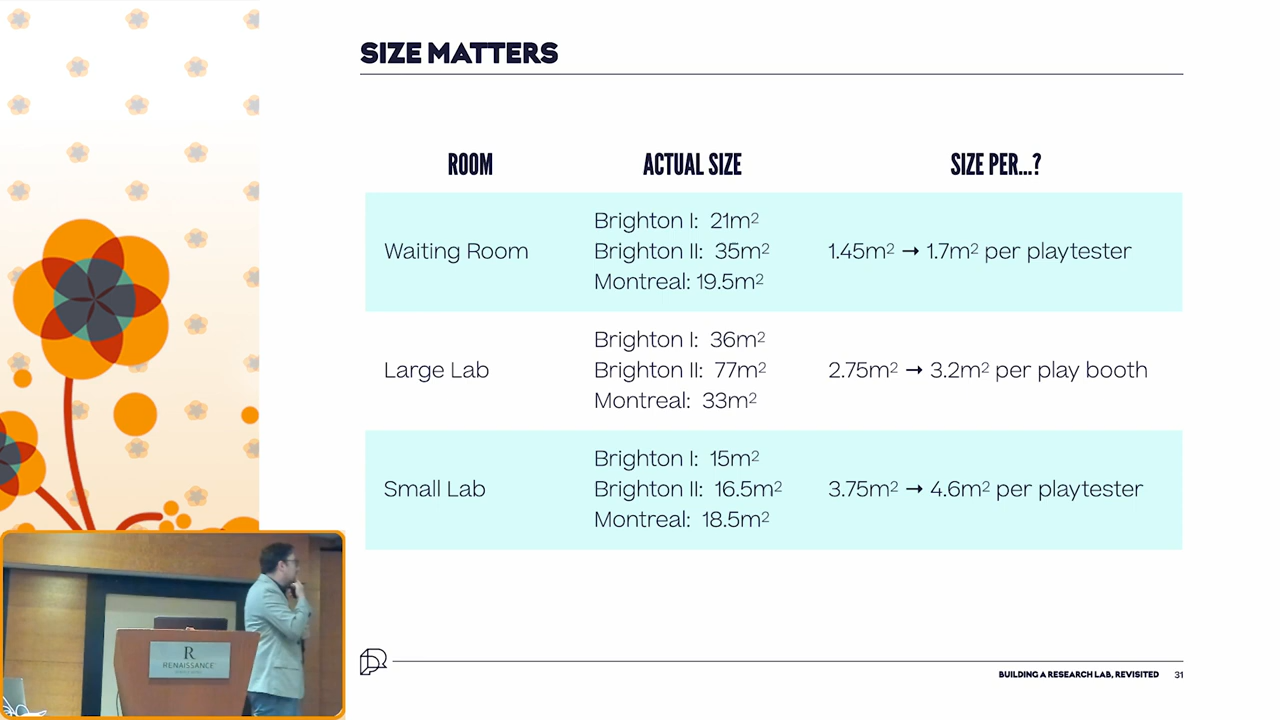 SIZE MATTERS
ROOM ACTUAL SIZE SIZE PER...?
Waiting Room
Brighton I: 21m²
Brighton II: 35m²
Montreal: 19.5m²
1.45m² → 1.7m² per playtester
Large Lab
Brighton I: 36m²
Brighton II: 77m²
Montreal: 33m²
2.75m² → 3.2m² per play booth
Small Lab
Brighton I: 15m²
Brighton II: 16.5m²
Montreal: 18.5m²
3.75m² → 4.6m² per playtester
R
RENAISSANCE
BUILDING A RESEARCH LAB, REVISITED 31